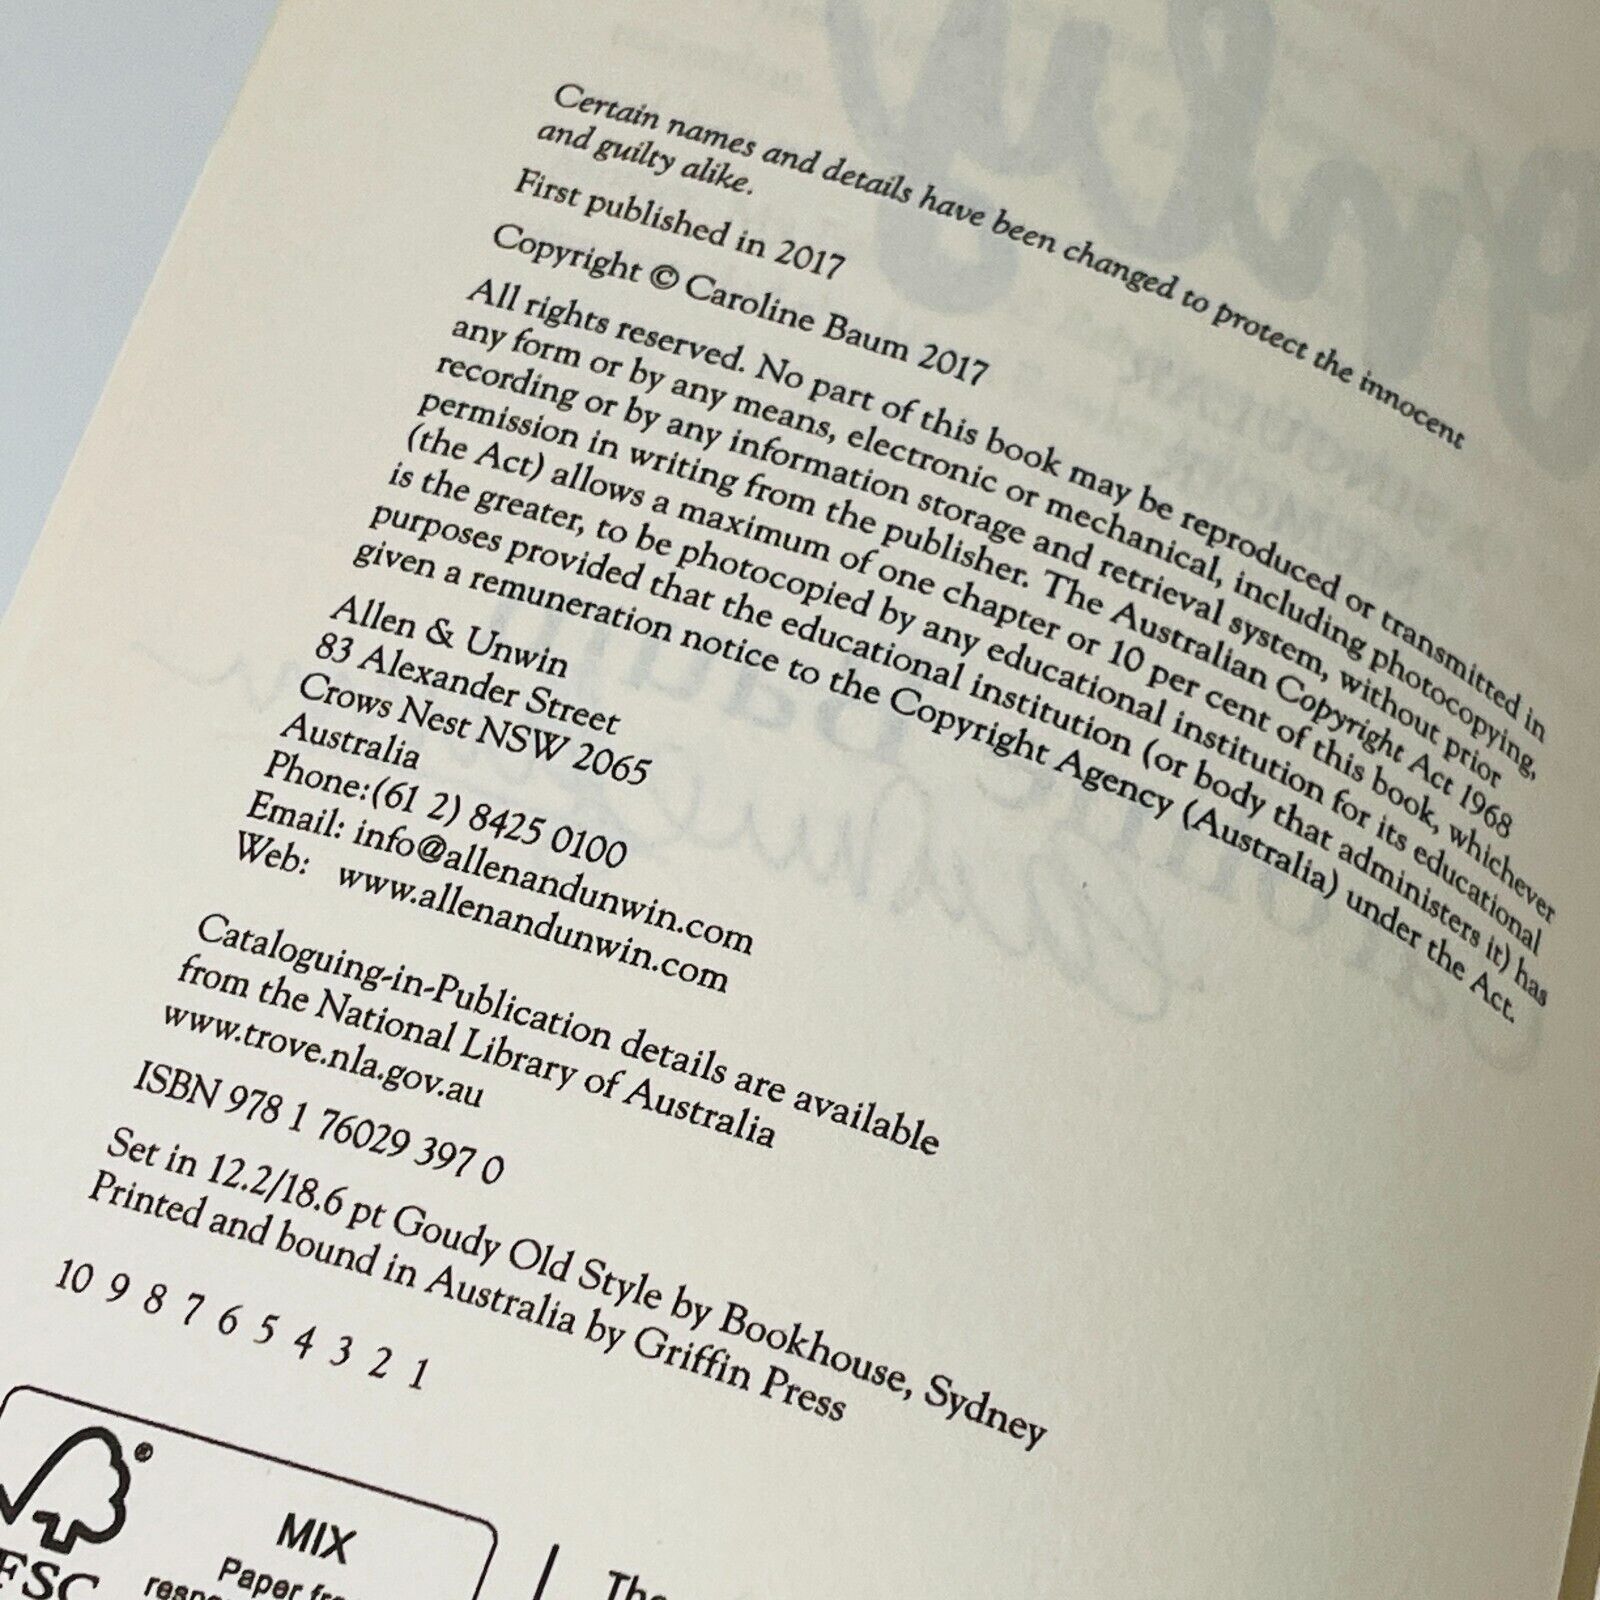 Certain names and details have been changed to protect the innocent
and guilty alike.
First published in 2017
Copyright © Caroline Baum 2017
All rights reserved. No part of this book may be reproduced or transmitted in
any form or by any means, electronic or mechanical, including photocopying,
recording or by any information storage and retrieval system, without prior
permission in writing from the publisher. The Australian Copyright Act 1968
(the Act) allows a maximum of one chapter or 10 per cent of this book, whichever
is the greater, to be photocopied by any educational institution for its educational
purposes provided that the educational institution (or body that administers it) has
given a remuneration notice to the Copyright Agency (Australia) under the Act.
Allen & Unwin
83 Alexander Street
Crows Nest NSW 2065
Australia
Phone:(61 2) 8425 0100
Email: info@allenandunwin.com
Web: www.allenandunwin.com
Cataloguing-in-Publication details are available
from the National Library of Australia
www.trove.nla.gov.au
ISBN 978 1 76029 397 0
Set in 12.2/18.6 pt Goudy Old Style by Bookhouse, Sydney
Printed and bound in Australia by Griffin Press
10 9 8 7 6 5 4 3 2 1
®
FSC
MIX
Paper